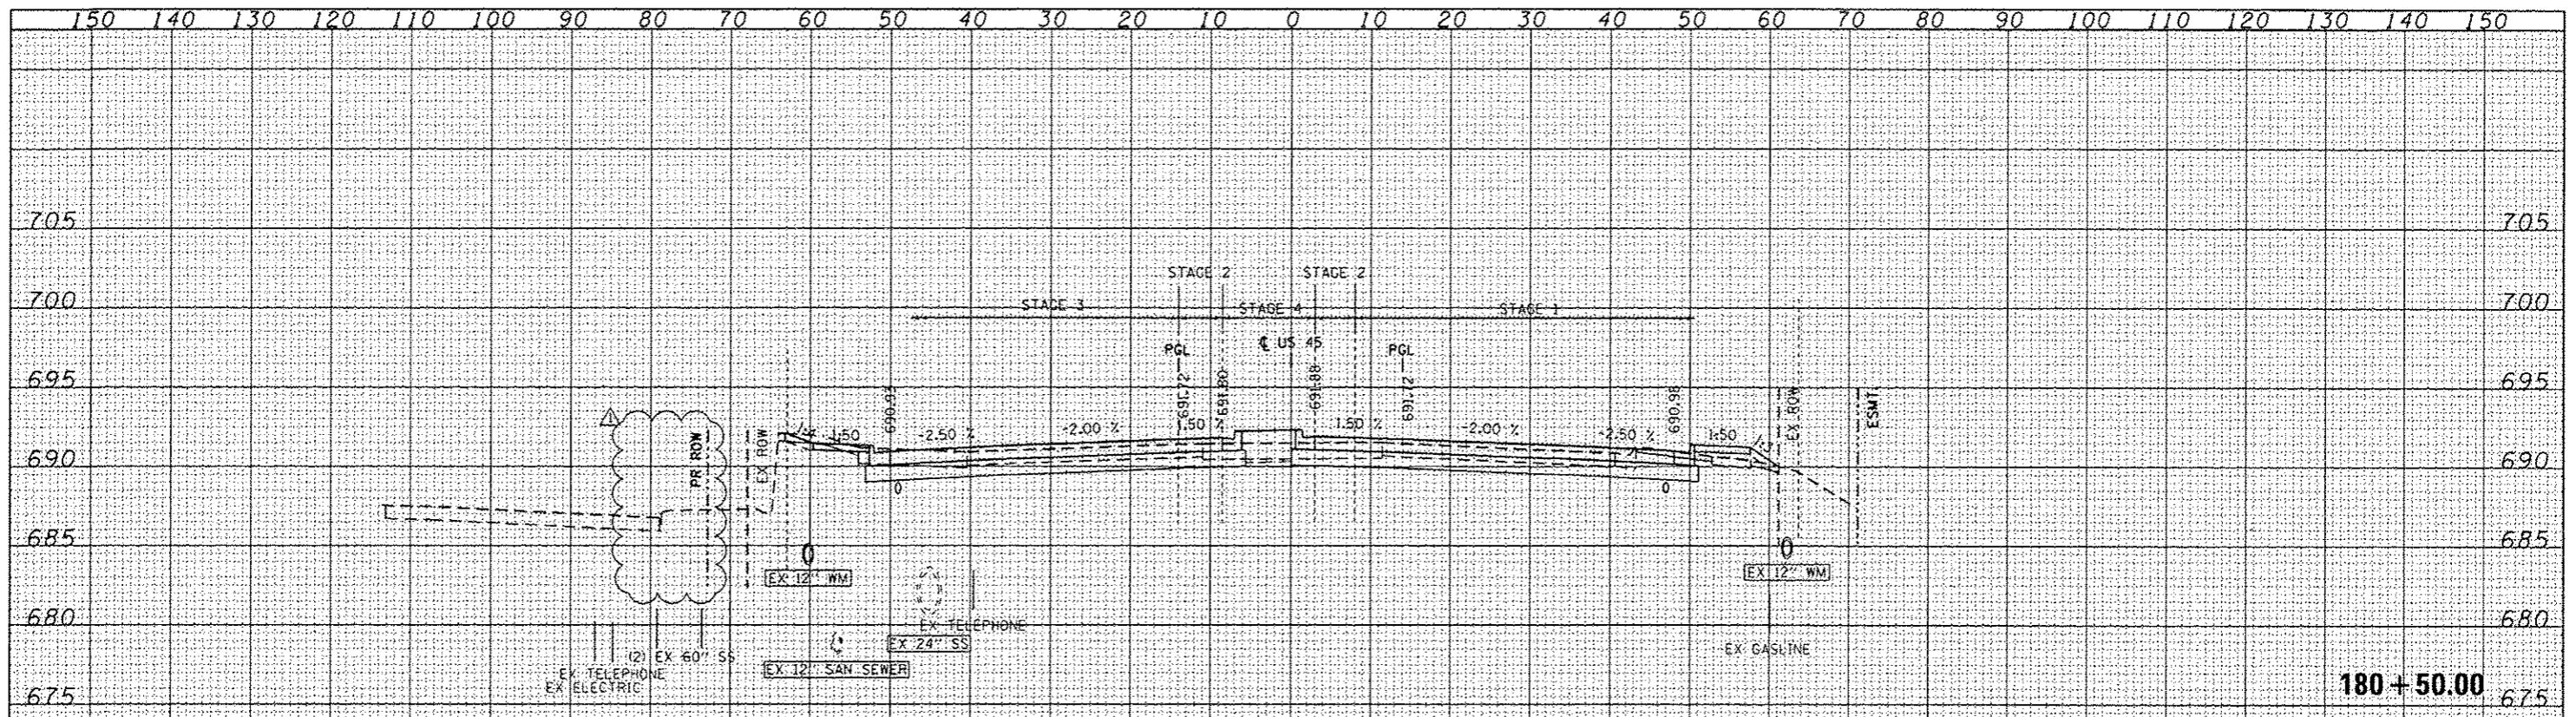 150 140 130 120 110 100 90 80 70 60 50 40 30 20 10 0 10 20 30 40 50 60 70 80 90 100 110 120 130 140 150
705 705
STAGE 2 STAGE 2
700 STAGE 3 STAGE 4 STAGE 1 700
℄ US 45
PGL PGL
695 695
690.93 691.72 691.80 691.88 691.72 690.98
EX ROW ESMT.
1.50 -2.50 % -2.00 % 1.50 % 1.50 % -2.00 % -2.50 % 1.50
PR ROW EX ROW
690 690
0 0
685 685
EX 12" WM EX 12" WM
680 EX TELEPHONE 680
EX 24" SS
(2) EX 60" SS EX GASLINE
EX 12" SAN SEWER
EX TELEPHONE
EX ELECTRIC
180 + 50.00
675 675